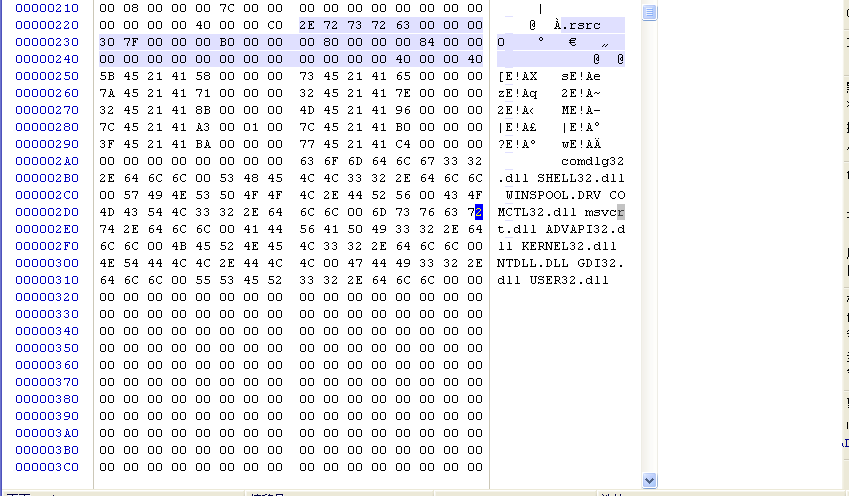 00000210 00 08 00 00 00 7C 00 00 00 00 00 00 00 00 00 00 |
00000220 00 00 00 00 40 00 00 C0 2E 72 73 72 63 00 00 00 @ À.rsrc
00000230 30 7F 00 00 00 B0 00 00 00 80 00 00 00 84 00 00 0 ° € „
00000240 00 00 00 00 00 00 00 00 00 00 00 00 40 00 00 40 @ @
00000250 5B 45 21 41 58 00 00 00 73 45 21 41 65 00 00 00 [E!AX sE!Ae
00000260 7A 45 21 41 71 00 00 00 32 45 21 41 7E 00 00 00 zE!Aq 2E!A~
00000270 32 45 21 41 8B 00 00 00 4D 45 21 41 96 00 00 00 2E!A‹ ME!A–
00000280 7C 45 21 41 A3 00 01 00 7C 45 21 41 B0 00 00 00 |E!A£ |E!A°
00000290 3F 45 21 41 BA 00 00 00 77 45 21 41 C4 00 00 00 ?E!Aº wE!AÄ
000002A0 00 00 00 00 00 00 00 00 63 6F 6D 64 6C 67 33 32 comdlg32
000002B0 2E 64 6C 6C 00 53 48 45 4C 4C 33 32 2E 64 6C 6C .dll SHELL32.dll
000002C0 00 57 49 4E 53 50 4F 4F 4C 2E 44 52 56 00 43 4F WINSPOOL.DRV CO
000002D0 4D 43 54 4C 33 32 2E 64 6C 6C 00 6D 73 76 63 72 MCTL32.dll msvcr
000002E0 74 2E 64 6C 6C 00 41 44 56 41 50 49 33 32 2E 64 t.dll ADVAPI32.d
000002F0 6C 6C 00 4B 45 52 4E 45 4C 33 32 2E 64 6C 6C 00 ll KERNEL32.dll
00000300 4E 54 44 4C 4C 2E 44 4C 4C 00 47 44 49 33 32 2E NTDLL.DLL GDI32.
00000310 64 6C 6C 00 55 53 45 52 33 32 2E 64 6C 6C 00 00 dll USER32.dll
00000320 00 00 00 00 00 00 00 00 00 00 00 00 00 00 00 00
00000330 00 00 00 00 00 00 00 00 00 00 00 00 00 00 00 00
00000340 00 00 00 00 00 00 00 00 00 00 00 00 00 00 00 00
00000350 00 00 00 00 00 00 00 00 00 00 00 00 00 00 00 00
00000360 00 00 00 00 00 00 00 00 00 00 00 00 00 00 00 00
00000370 00 00 00 00 00 00 00 00 00 00 00 00 00 00 00 00
00000380 00 00 00 00 00 00 00 00 00 00 00 00 00 00 00 00
00000390 00 00 00 00 00 00 00 00 00 00 00 00 00 00 00 00
000003A0 00 00 00 00 00 00 00 00 00 00 00 00 00 00 00 00
000003B0 00 00 00 00 00 00 00 00 00 00 00 00 00 00 00 00
000003C0 00 00 00 00 00 00 00 00 00 00 00 00 00 00 00 00